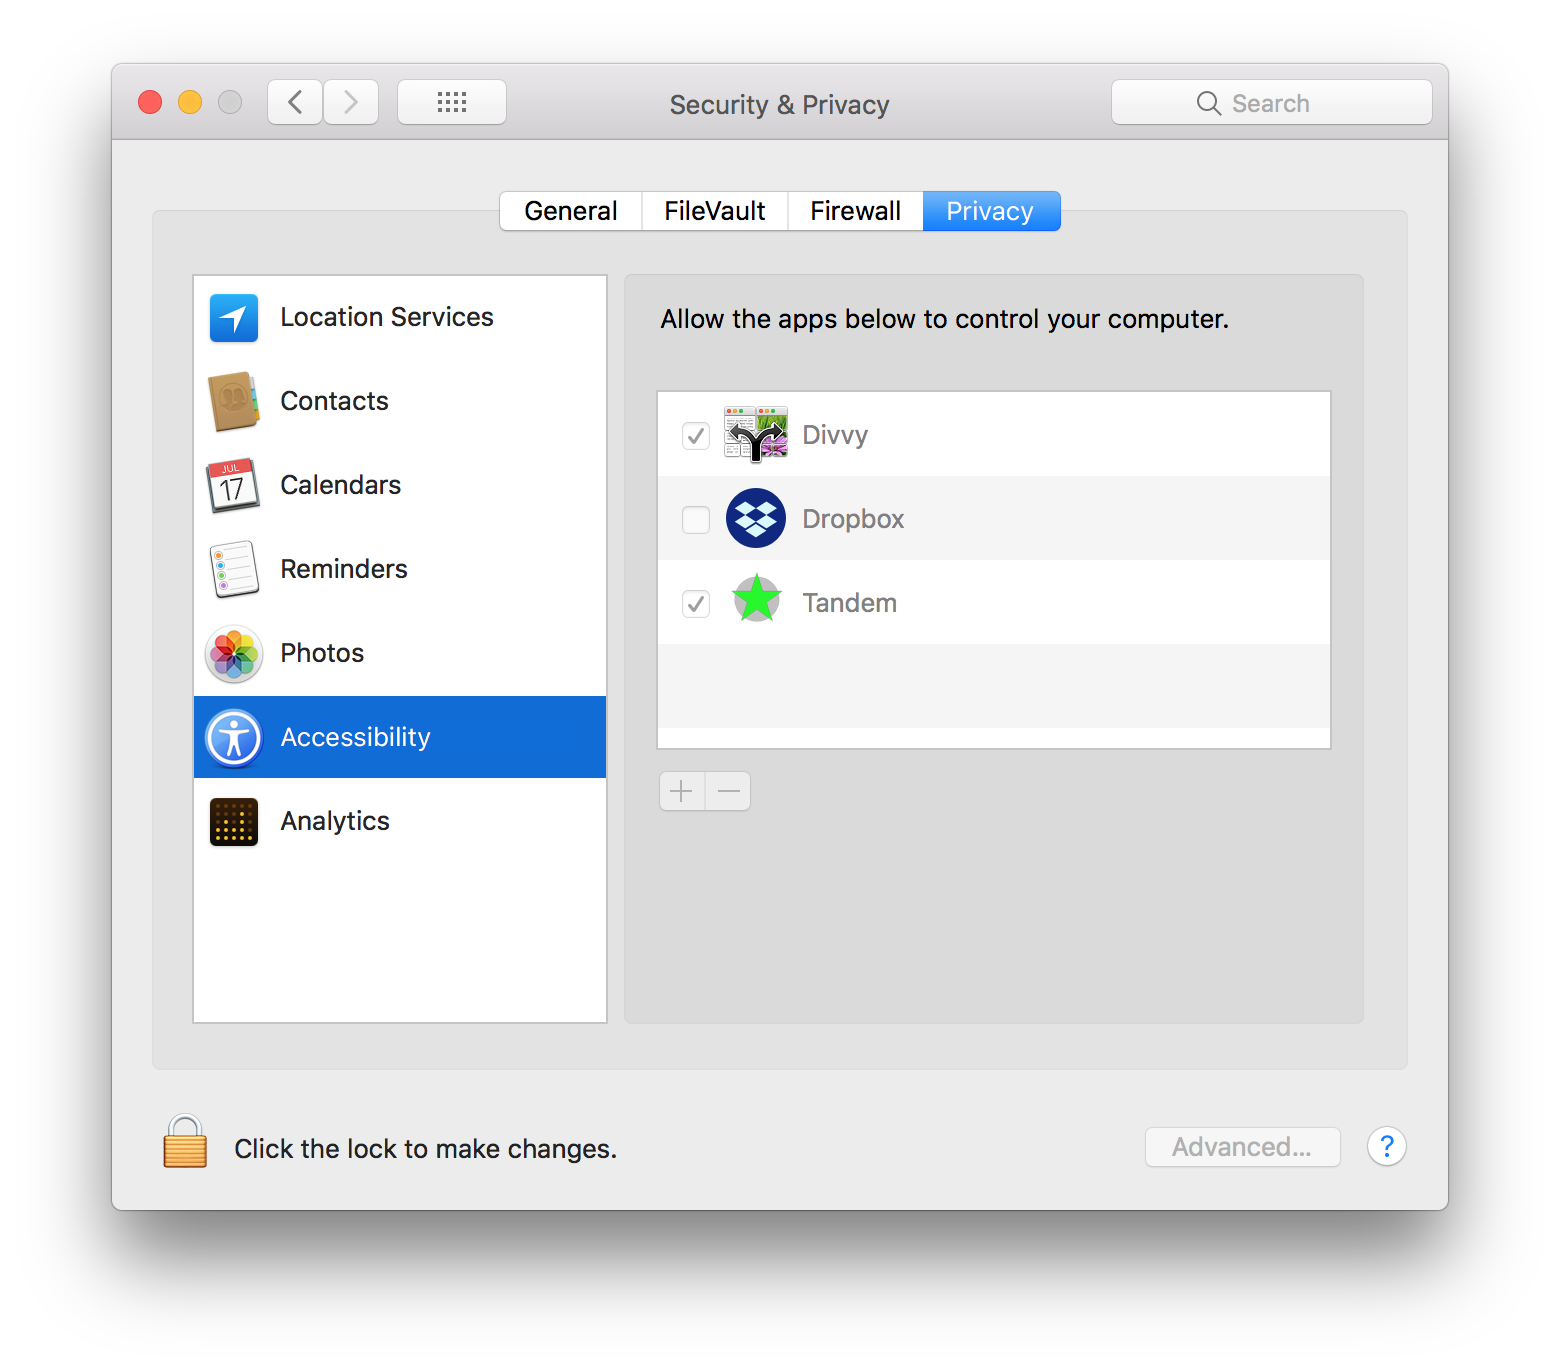 Security & Privacy
Search
General
FileVault
Firewall
Privacy
Location Services
Contacts
JUL
17
Calendars
Reminders
Photos
Accessibility
Analytics
Allow the apps below to control your computer.
Divvy
Dropbox
Tandem
Click the lock to make changes.
Advanced...
?